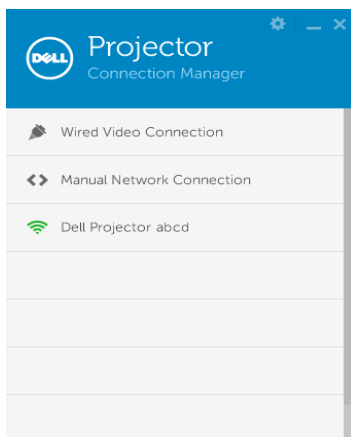 DELL
Projector
Connection Manager
Wired Video Connection
Manual Network Connection
Dell Projector abcd